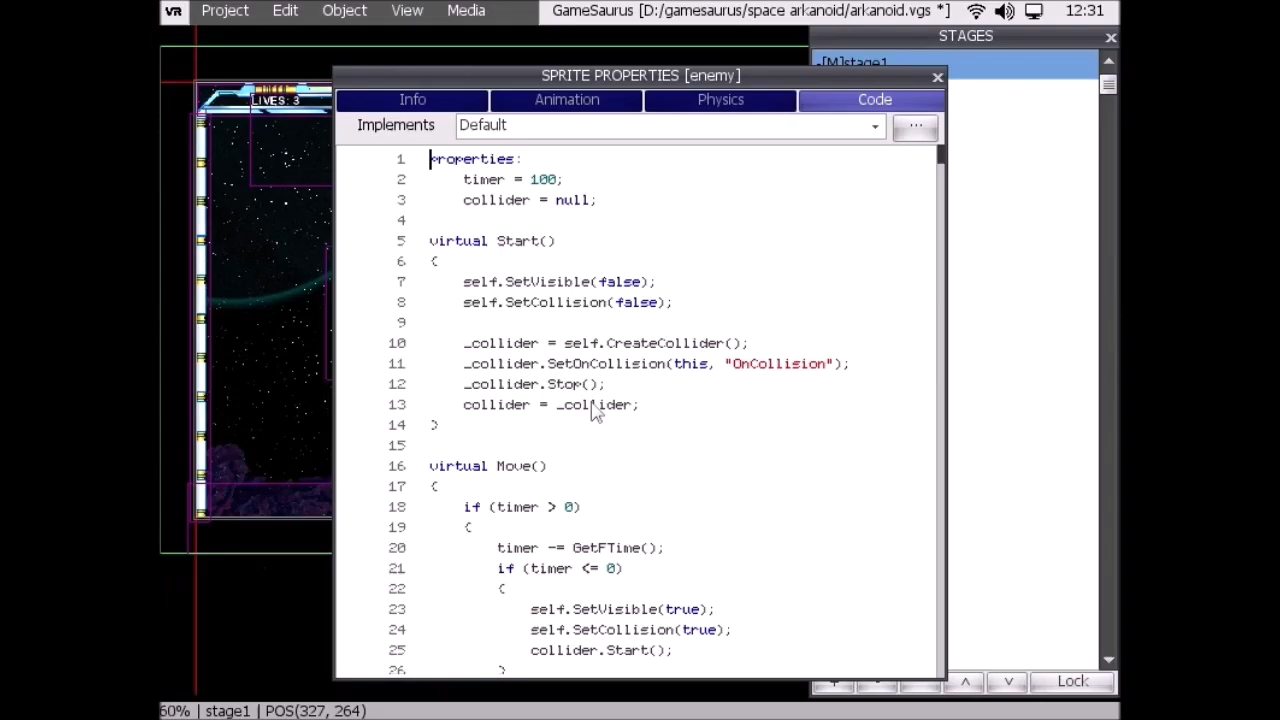 VR Project Edit Object View Media GameSaurus [D:/gamesaurus/space arkanoid/arkanoid.vgs *] 12:31
STAGES
-[M]stage1
SPRITE PROPERTIES [enemy]
Info Animation Physics Code
LIVES: 3
Implements Default ...
1 properties:
2 timer = 100;
3 collider = null;
4
5 virtual Start()
6 {
7 self.SetVisible(false);
8 self.SetCollision(false);
9
10 _collider = self.CreateCollider();
11 _collider.SetOnCollision(this, "OnCollision");
12 _collider.Stop();
13 collider = _collider;
14 }
15
16 virtual Move()
17 {
18 if (timer > 0)
19 {
20 timer -= GetFTime();
21 if (timer <= 0)
22 {
23 self.SetVisible(true);
24 self.SetCollision(true);
25 collider.Start();
26 }
Lock
60% | stage1 | POS(327, 264)